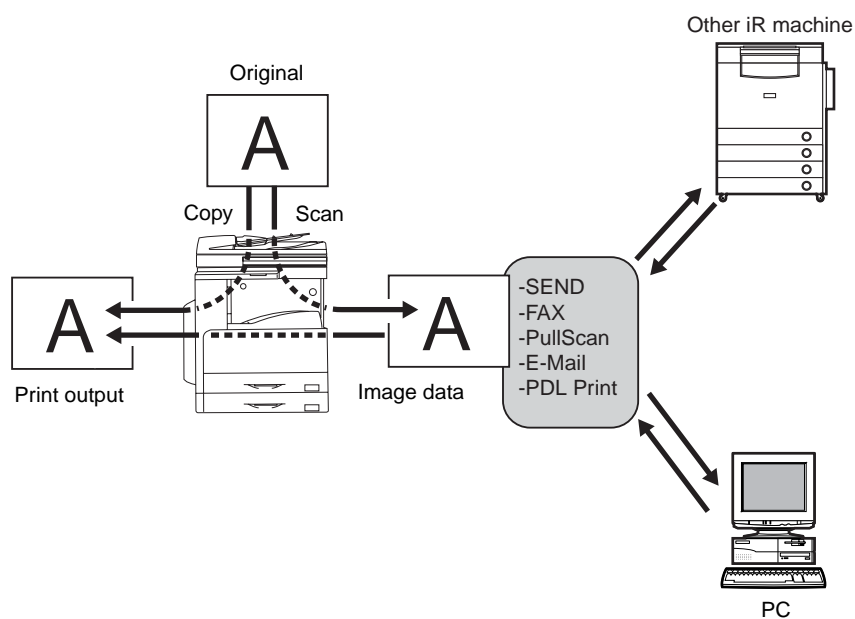 Other iR machine
Original
A
Copy
Scan
A
A
Print output
Image data
-SEND
-FAX
-PullScan
-E-Mail
-PDL Print
PC